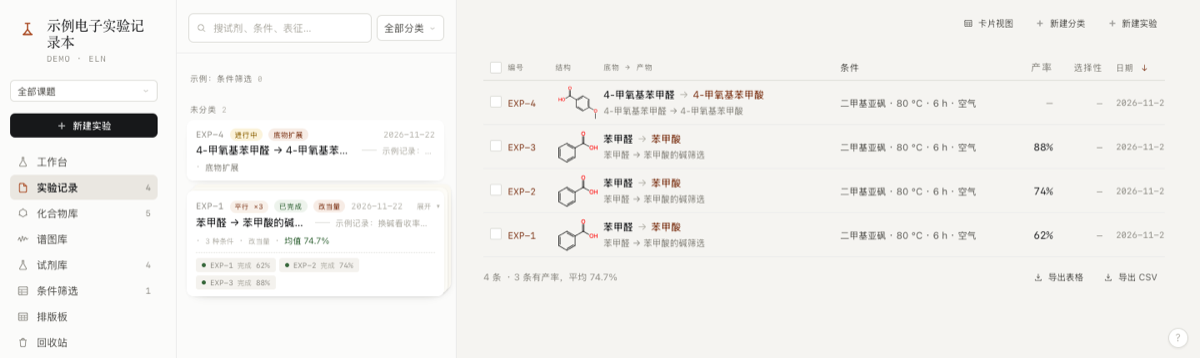 示例电子实验记录本
DEMO · ELN
全部课题
+ 新建实验
工作台
实验记录 4
化合物库 5
谱图库
试剂库 4
条件筛选 1
排版板
回收站
搜试剂、条件、表征…
全部分类
示例: 条件筛选 0
未分类 2
EXP-4 进行中 底物扩展 2026-11-22
4-甲氧基苯甲醛 → 4-甲氧基苯… —— 示例记录: …
· 底物扩展
EXP-1 平行 ×3 已完成 改当量 2026-11-22 展开
苯甲醛 → 苯甲酸的碱… —— 示例记录: 换碱看收率…
· 3 种条件 · 改当量 · 均值 74.7%
EXP-1 完成 62% EXP-2 完成 74%
EXP-3 完成 88%
卡片视图 + 新建分类 + 新建实验
编号 结构 底物 → 产物 条件 产率 选择性 日期 ↓
EXP-4 HO O O 4-甲氧基苯甲醛 → 4-甲氧基苯甲酸 二甲基亚砜 · 80 °C · 6 h · 空气 — — 2026-11-2
4-甲氧基苯甲醛 → 4-甲氧基苯甲酸
EXP-3 O OH 苯甲醛 → 苯甲酸 二甲基亚砜 · 80 °C · 6 h · 空气 88% — 2026-11-2
苯甲醛 → 苯甲酸的碱筛选
EXP-2 O OH 苯甲醛 → 苯甲酸 二甲基亚砜 · 80 °C · 6 h · 空气 74% — 2026-11-2
苯甲醛 → 苯甲酸的碱筛选
EXP-1 O OH 苯甲醛 → 苯甲酸 二甲基亚砜 · 80 °C · 6 h · 空气 62% — 2026-11-2
苯甲醛 → 苯甲酸的碱筛选
4 条 · 3 条有产率，平均 74.7%
导出表格 导出 CSV
?